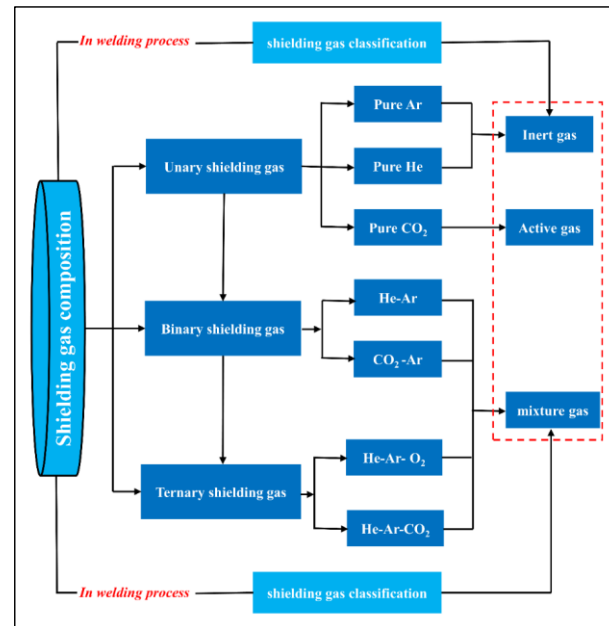 In welding process
shielding gas classification
Pure Ar
Inert gas
Unary shielding gas
Pure He
Pure CO₂
Active gas
Shielding gas composition
He-Ar
Binary shielding gas
CO₂ -Ar
mixture gas
He-Ar- O₂
Ternary shielding gas
He-Ar-CO₂
In welding process
shielding gas classification